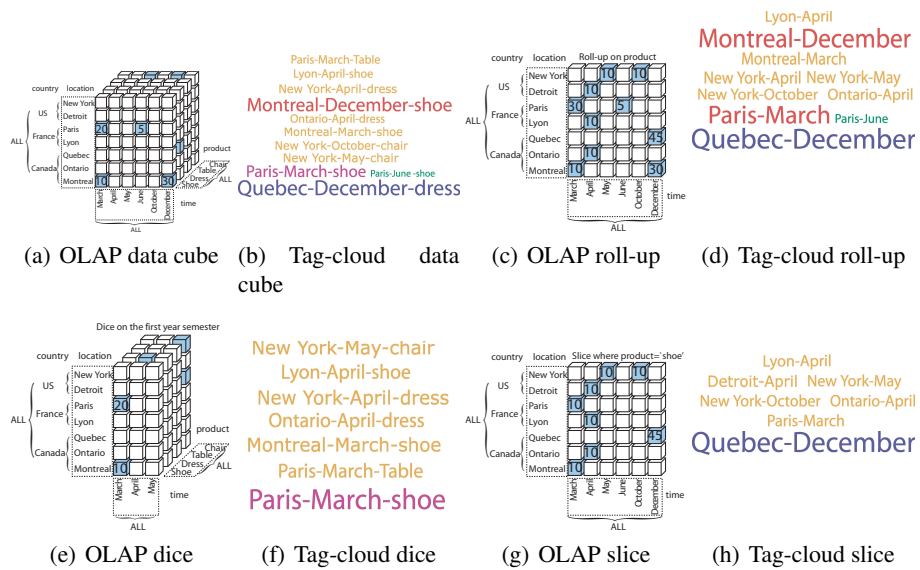 country location
New York
US
Detroit
Paris
France
ALL
Lyon
Quebec
Canada
Ontario
Montreal
20 5
10 30
product
Chair
Table
Dress
Shoe
ALL
March April May June October December
time
ALL
(a) OLAP data cube
Paris-March-Table
Lyon-April-shoe
New York-April-dress
Montreal-December-shoe
Ontario-April-dress
Montreal-March-shoe
New York-October-chair
New York-May-chair
Paris-March-shoe Paris-June-shoe
Quebec-December-dress
(b) Tag-cloud data
cube
country location Roll-up on product
New York 10 10
US
Detroit 10
Paris 30 5
France
ALL
Lyon 10
Quebec 45
Canada
Ontario 10
Montreal 10 30
March April May June October December
time
ALL
(c) OLAP roll-up
Lyon-April
Montreal-December
Montreal-March
New York-April New York-May
New York-October Ontario-April
Paris-March Paris-June
Quebec-December
(d) Tag-cloud roll-up
Dice on the first year semester
country location
New York
US
Detroit
Paris 20
France
ALL
Lyon
Quebec
Canada
Ontario
Montreal 10
product
Chair
Table
Dress
Shoe
ALL
March April May
time
ALL
(e) OLAP dice
New York-May-chair
Lyon-April-shoe
New York-April-dress
Ontario-April-dress
Montreal-March-shoe
Paris-March-Table
Paris-March-shoe
(f) Tag-cloud dice
country location Slice where product=`shoe'
New York 10 10
US
Detroit 10
Paris 10
France
ALL
Lyon 10
Quebec 45
Canada
Ontario 10
Montreal 10
March April May June October December
time
ALL
(g) OLAP slice
Lyon-April
Detroit-April New York-May
New York-October Ontario-April
Paris-March
Quebec-December
(h) Tag-cloud slice